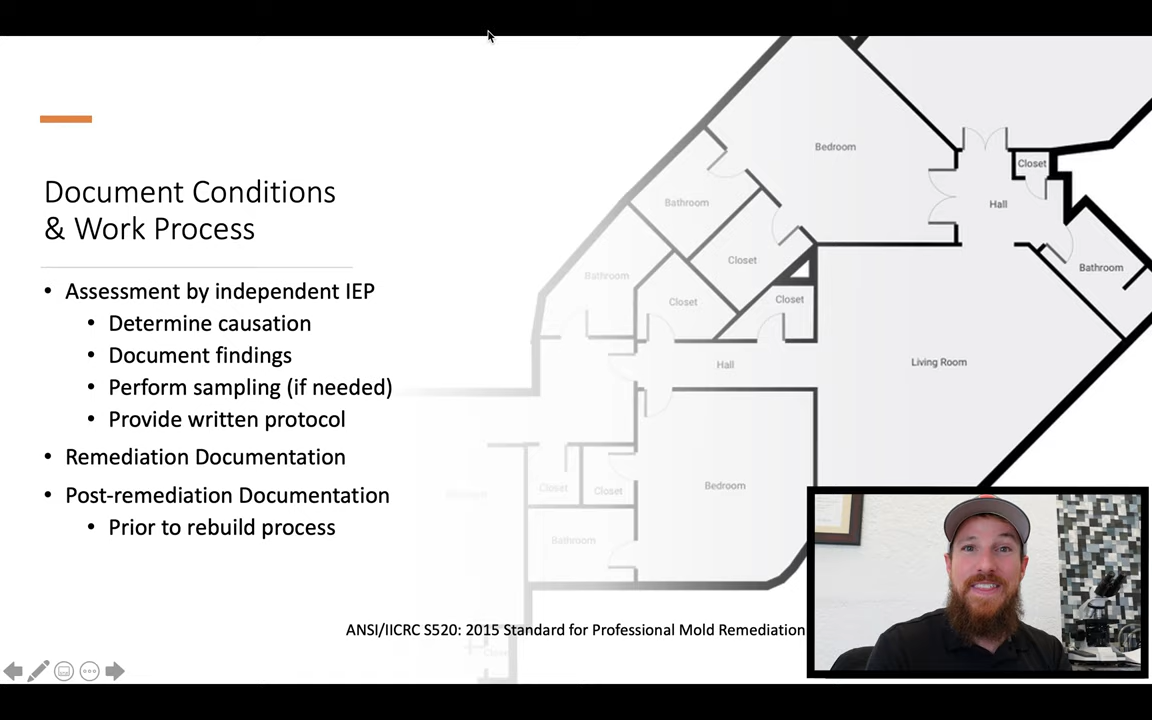 Document Conditions
& Work Process
• Assessment by independent IEP
• Determine causation
• Document findings
• Perform sampling (if needed)
• Provide written protocol
• Remediation Documentation
• Post-remediation Documentation
• Prior to rebuild process
Bedroom
Closet
Bathroom
Hall
Closet
Bathroom
Bathroom
Closet
Closet
Hall
Living Room
Bedroom
Closet
Closet
Bathroom
ANSI/IICRC S520: 2015 Standard for Professional Mold Remediation